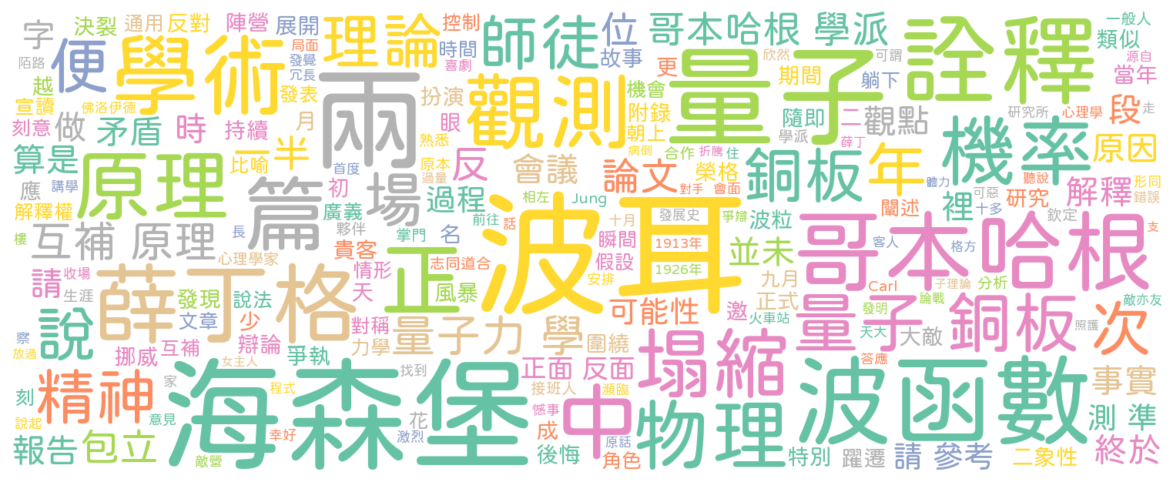 字 決裂 通用 反對 陣營 展開 理論 控制 師徒 位 哥本哈根 學派 一般人
陌路 便 學術 局面 發覺 冗長 時間 喜劇 故事 更 欣然 可謂 詮釋 類似 源自
越 宣讀 佛洛伊德 發表 兩 扮演 觀測 機會 量子 期間 躺下 當年
刻意 做 矛盾 時 持續 月 眼 附錄 朝上 隨即 二 觀點 研究所 心理學 段 走
算是 原理 比喻 一半 熟悉 反 會議 合作 折騰 住 學派 薛丁 機率 原因
應 講學 原本 過量 病倒 首度 論文 榮格 銅板 年 體力 聽說 形同 錯誤
解釋權 篇 場 初 過程 相左 Jung 對手 會面 闡述 裡 研究 解釋
樓 長 廣義 夥伴 前往 話 十月 發展史 爭辯 波粒 可惡 十多 欽定
互補 原理 貴客 掌門 名 波耳 瞬間 1913年 並未 客人 格方 哥本哈根 支
請 收場 心理學家 情形 志同道合 假設 1926年 九月 子理論 分析
生涯 薛丁格 天 正 風暴 安排 可能性 邀 正式 Carl 量子 論戰 敵亦友
說 發現 說法 文章 少 對稱 量子力 學 圍繞 火車站 發明 天大 大敵 銅板 照護 次
察 放過 挪威 互補 辯論 力學 爭執 正面 反面 塌縮 答應
精神 女主人 海森堡 找到 接班人 瀕臨 中 波函數 事實
刻 家 程式 憾事 物理 測 準
說起 意見 花 成 原話
報告 包立 敵營 幸好 激烈 後悔 角色 特別 躍遷 請 參考 二象性 終於